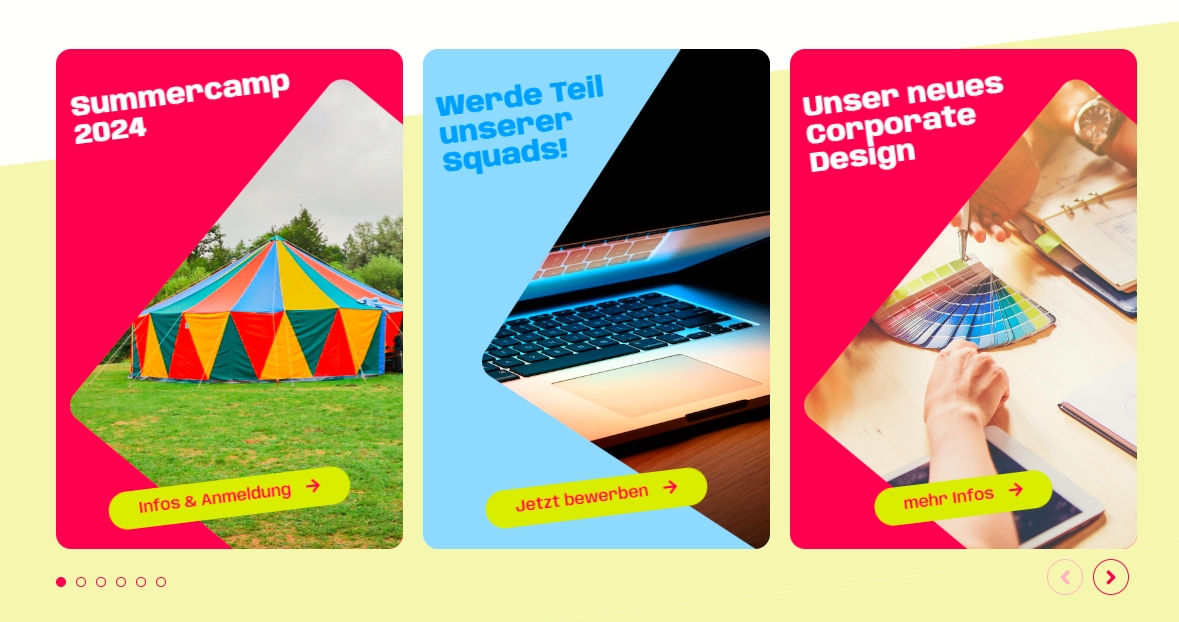 Summercamp
2024
Infos & Anmeldung
Werde Teil
unserer
Squads!
Jetzt bewerben
Unser neues
Corporate
Design
mehr Infos